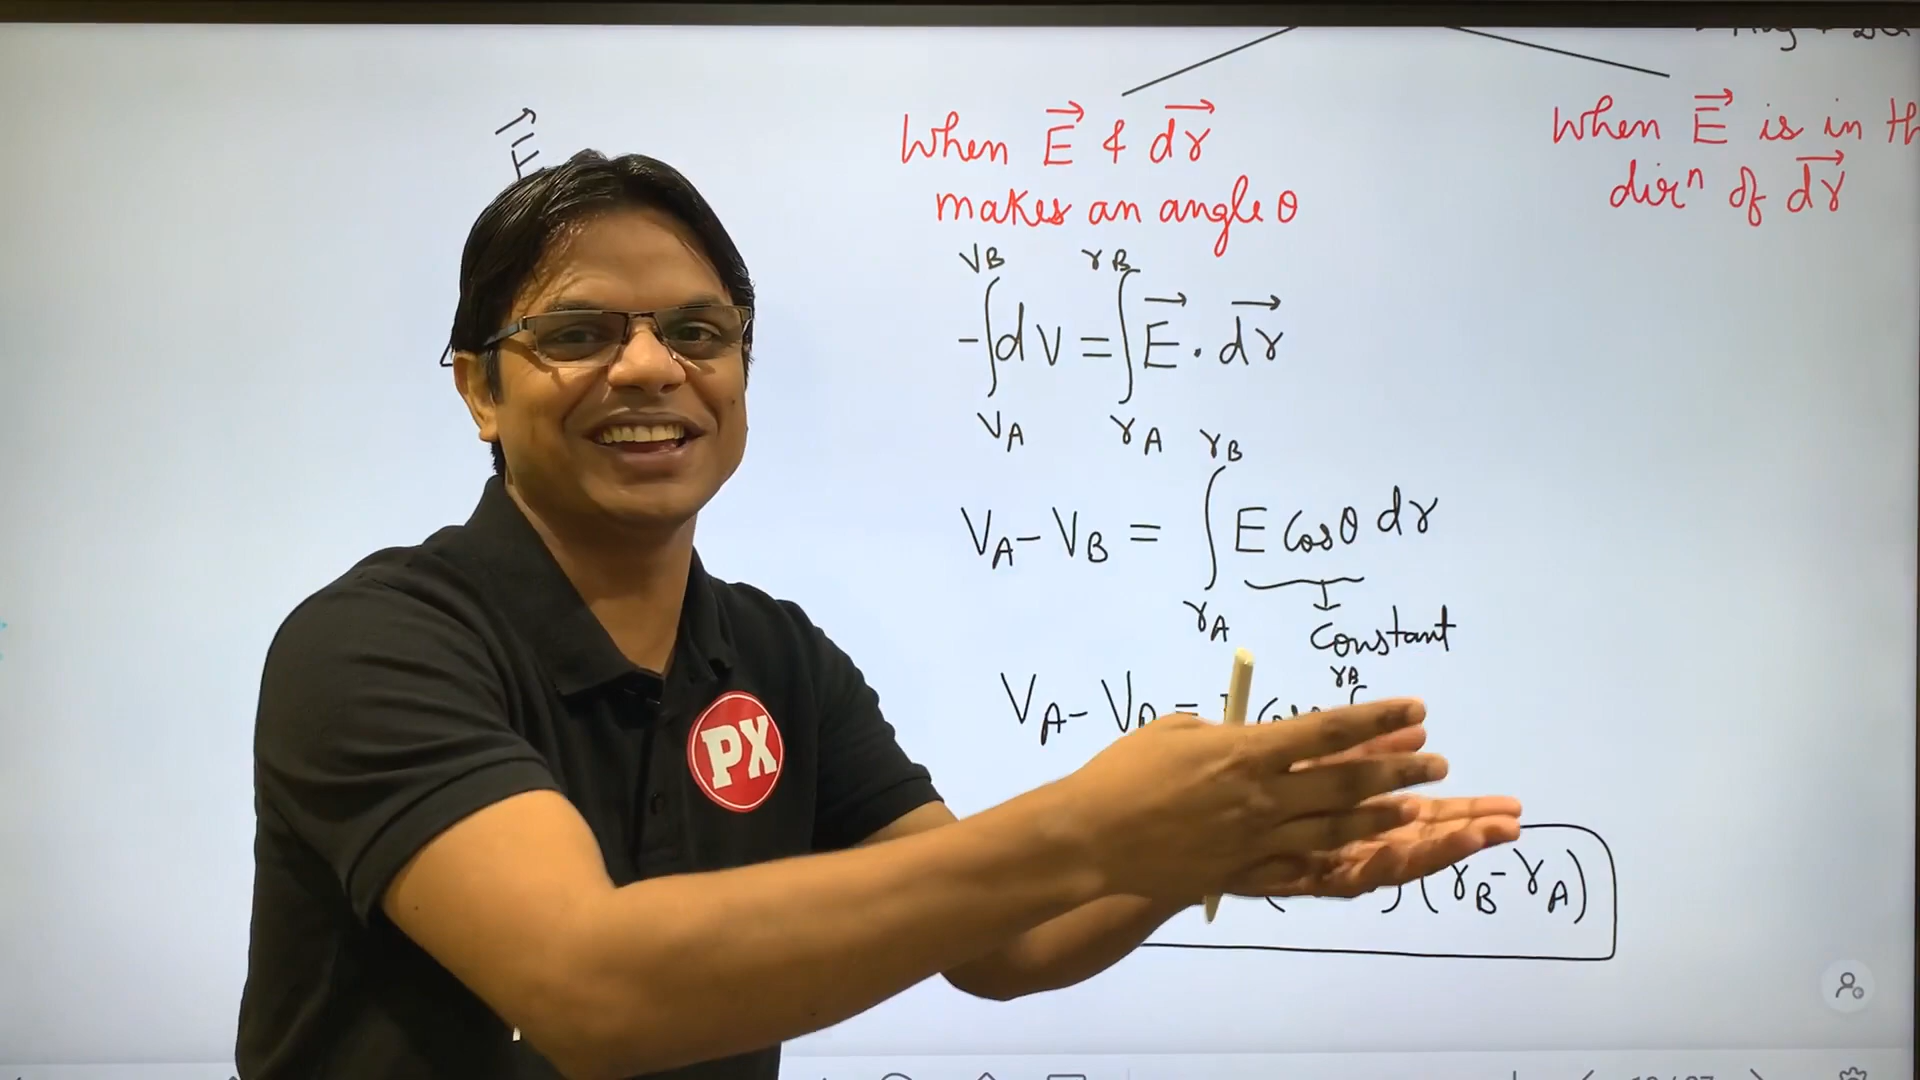 E
When E & dr
makes an angle θ
When E is in
dirⁿ of dr
VB rB
-∫dV = ∫E . dr
VA rA
rB
VA - VB = ∫ E Cosθ dr
rA
Constant
rB
VA - V =
(rB - rA)
PX